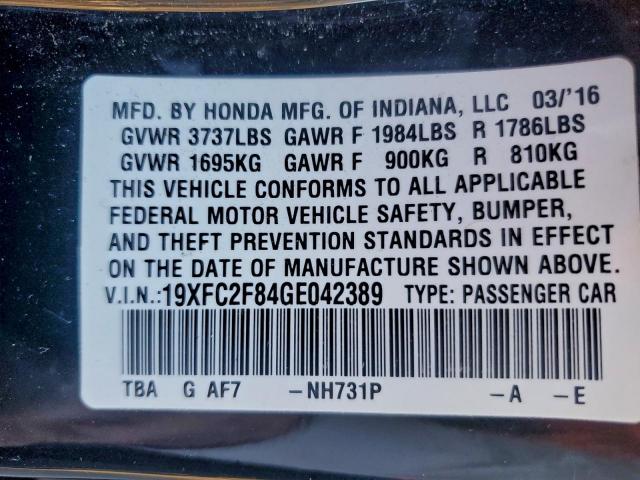 MFD. BY HONDA MFG. OF INDIANA, LLC 03/'16
GVWR 3737LBS GAWR F 1984LBS R 1786LBS
GVWR 1695KG GAWR F 900KG R 810KG
THIS VEHICLE CONFORMS TO ALL APPLICABLE
FEDERAL MOTOR VEHICLE SAFETY, BUMPER,
AND THEFT PREVENTION STANDARDS IN EFFECT
ON THE DATE OF MANUFACTURE SHOWN ABOVE.
V.I.N.:19XFC2F84GE042389 TYPE: PASSENGER CAR
TBA G AF7 –NH731P –A –E